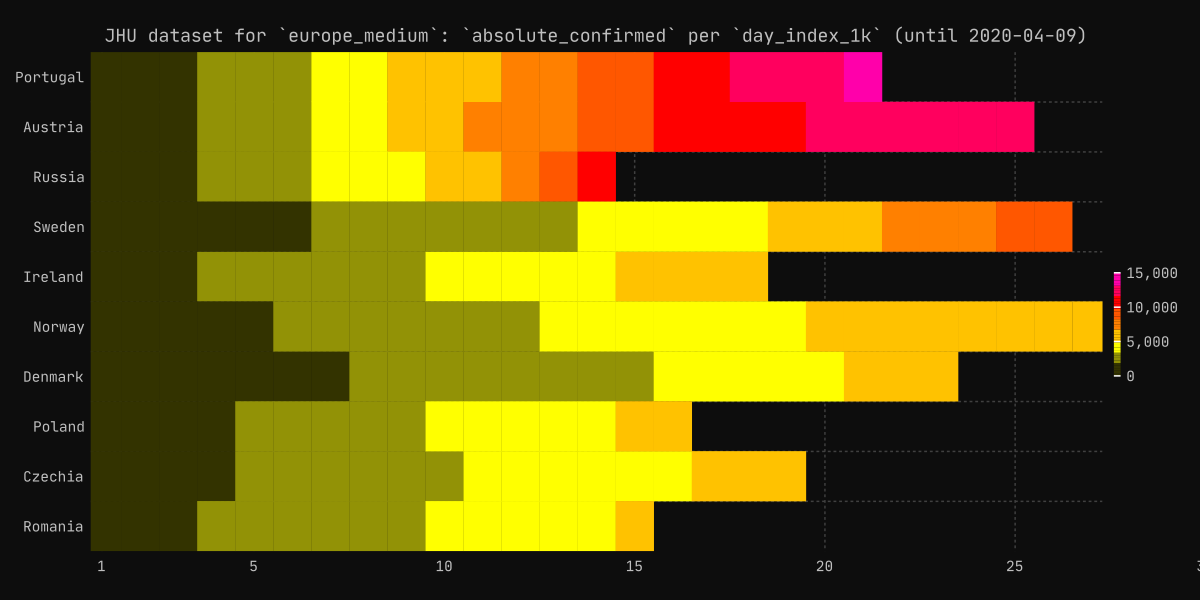 JHU dataset for `europe_medium`: `absolute_confirmed` per `day_index_1k` (until 2020-04-09)
Portugal
Austria
Russia
Sweden
Ireland
Norway
Denmark
Poland
Czechia
Romania
15,000
10,000
5,000
0
1 5 10 15 20 25